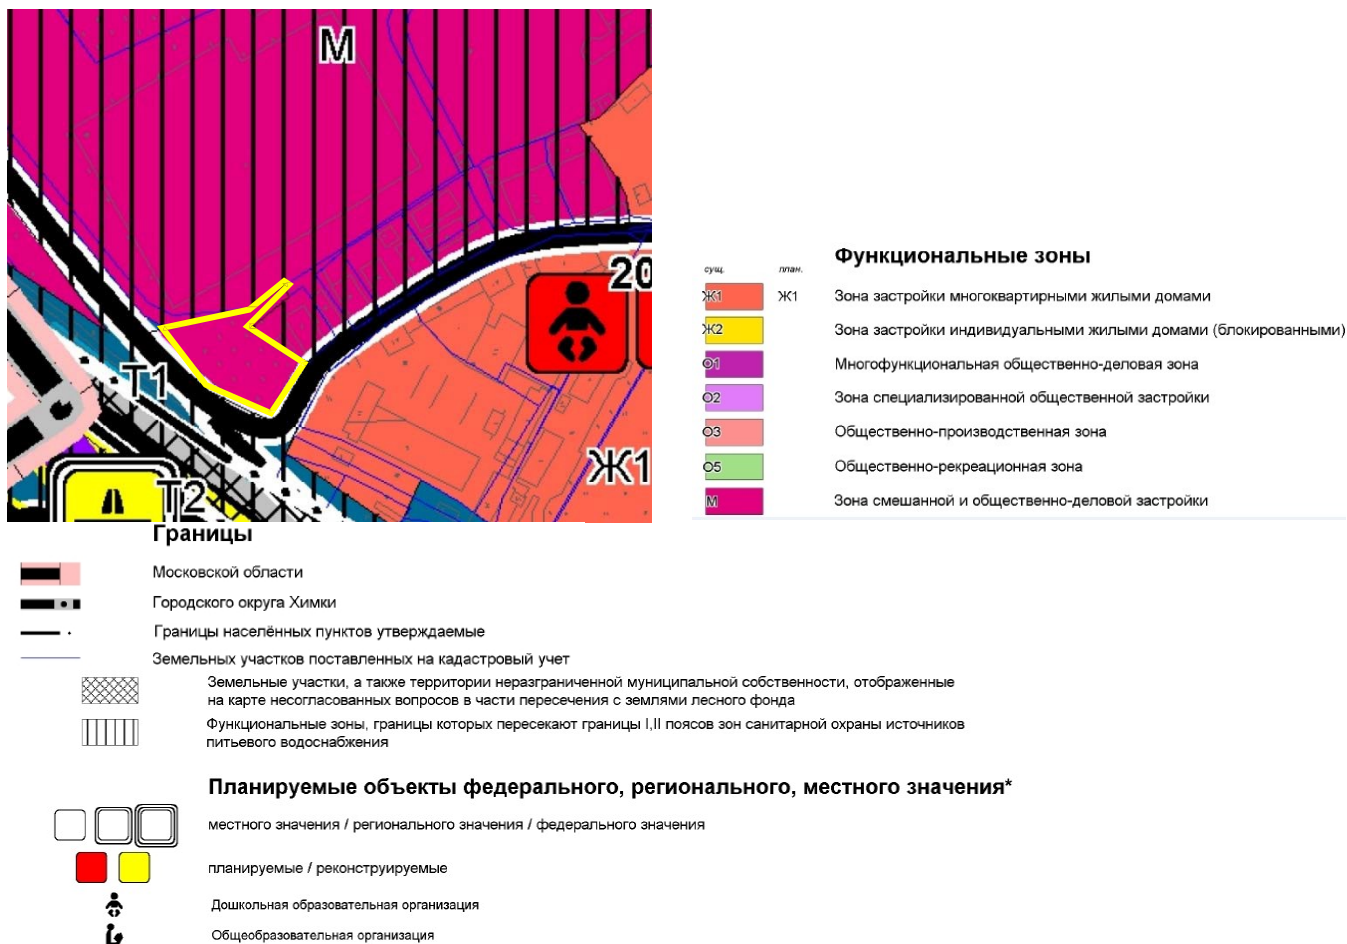 М
20
Т1
Ж1
Т2
Функциональные зоны
сущ. план.
Ж1 Ж1 Зона застройки многоквартирными жилыми домами
Ж2 Зона застройки индивидуальными жилыми домами (блокированными)
О1 Многофункциональная общественно-деловая зона
О2 Зона специализированной общественной застройки
О3 Общественно-производственная зона
О5 Общественно-рекреационная зона
М Зона смешанной и общественно-деловой застройки
Границы
Московской области
Городского округа Химки
Границы населённых пунктов утверждаемые
Земельных участков поставленных на кадастровый учет
Земельные участки, а также территории неразграниченной муниципальной собственности, отображенные
на карте несогласованных вопросов в части пересечения с землями лесного фонда
Функциональные зоны, границы которых пересекают границы I,II поясов зон санитарной охраны источников
питьевого водоснабжения
Планируемые объекты федерального, регионального, местного значения*
местного значения / регионального значения / федерального значения
планируемые / реконструируемые
Дошкольная образовательная организация
Общеобразовательная организация